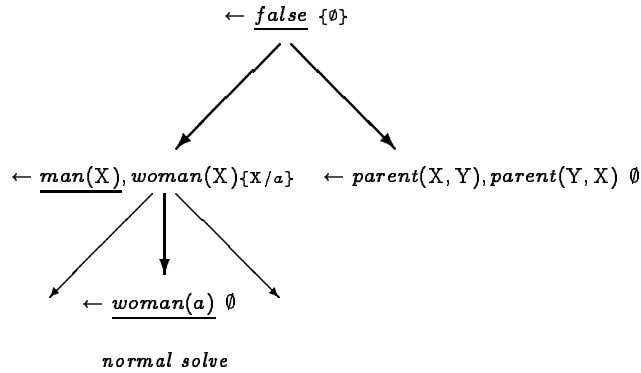 ← false {∅}
← man(X), woman(X){X/a} ← parent(X, Y), parent(Y, X) ∅
← woman(a) ∅
normal solve